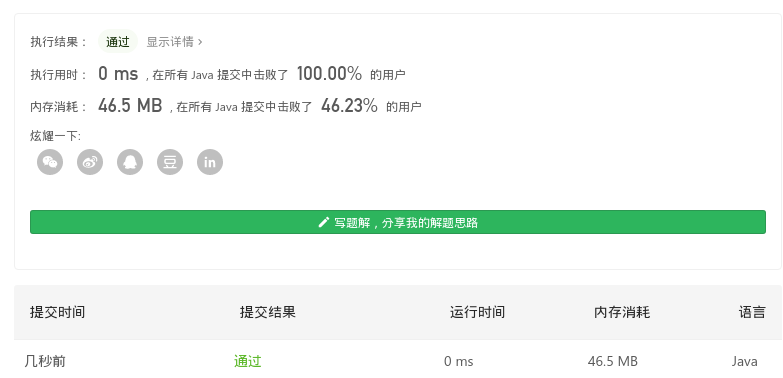 执行结果： 通过 显示详情 ›
执行用时： 0 ms , 在所有 Java 提交中击败了 100.00% 的用户
内存消耗： 46.5 MB , 在所有 Java 提交中击败了 46.23% 的用户
炫耀一下:
豆 in
写题解，分享我的解题思路
提交时间 提交结果 运行时间 内存消耗 语言
几秒前 通过 0 ms 46.5 MB Java